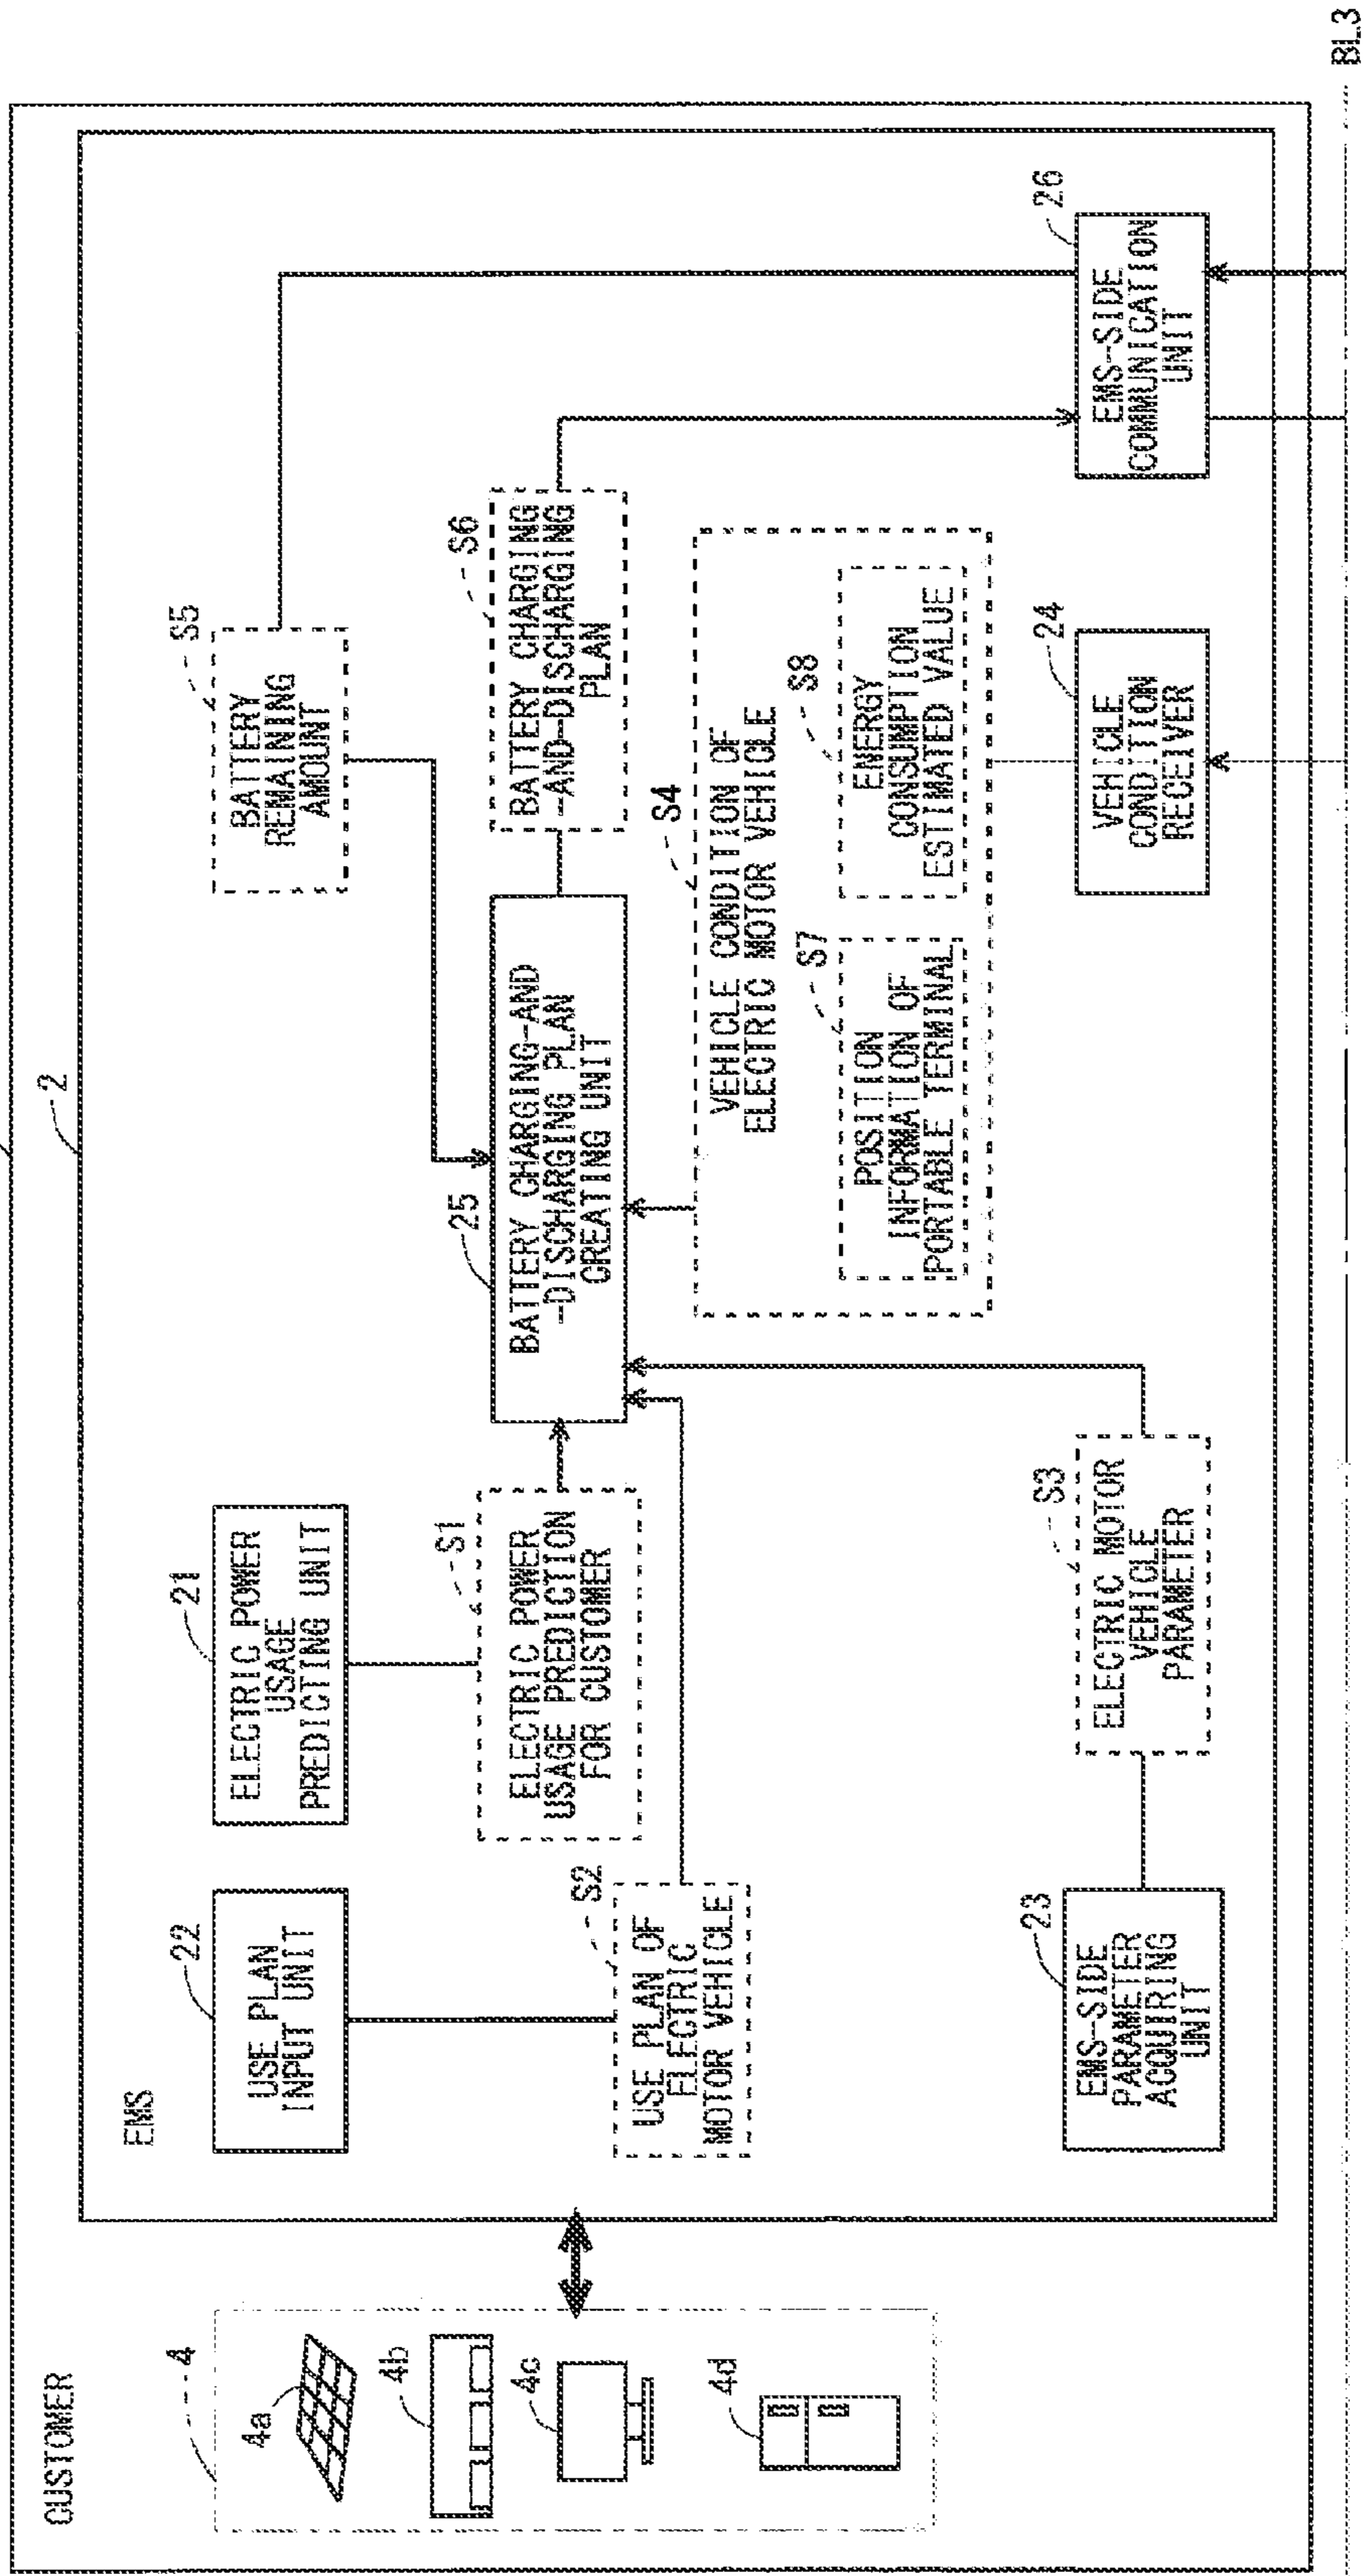 CUSTOMER
4
4a
4b
4c
4d
2
EMS
22
USE PLAN
INPUT UNIT
21
ELECTRIC POWER
USAGE
PREDICTING UNIT
S5
BATTERY
REMAINING
AMOUNT
S1
ELECTRIC POWER
USAGE PREDICTION
FOR CUSTOMER
25
BATTERY CHARGING-AND
-DISCHARGING PLAN
CREATING UNIT
S6
BATTERY CHARGING
-AND-DISCHARGING
PLAN
S2
USE PLAN OF
ELECTRIC
MOTOR VEHICLE
S4
VEHICLE CONDITION OF
ELECTRIC MOTOR VEHICLE
S7
POSITION
INFORMATION OF
PORTABLE TERMINAL
S8
ENERGY
CONSUMPTION
ESTIMATED VALUE
23
EMS-SIDE
PARAMETER
ACQUIRING
UNIT
S3
ELECTRIC MOTOR
VEHICLE
PARAMETER
24
VEHICLE
CONDITION
RECEIVER
26
EMS-SIDE
COMMUNICATION
UNIT
BL3